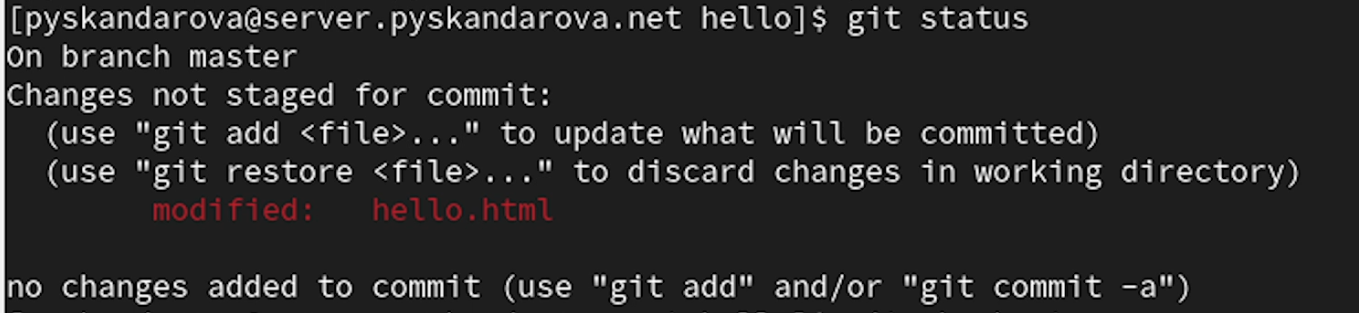 [pyskandarova@server.pyskandarova.net hello]$ git status
On branch master
Changes not staged for commit:
  (use "git add <file>..." to update what will be committed)
  (use "git restore <file>..." to discard changes in working directory)
        modified:   hello.html

no changes added to commit (use "git add" and/or "git commit -a")